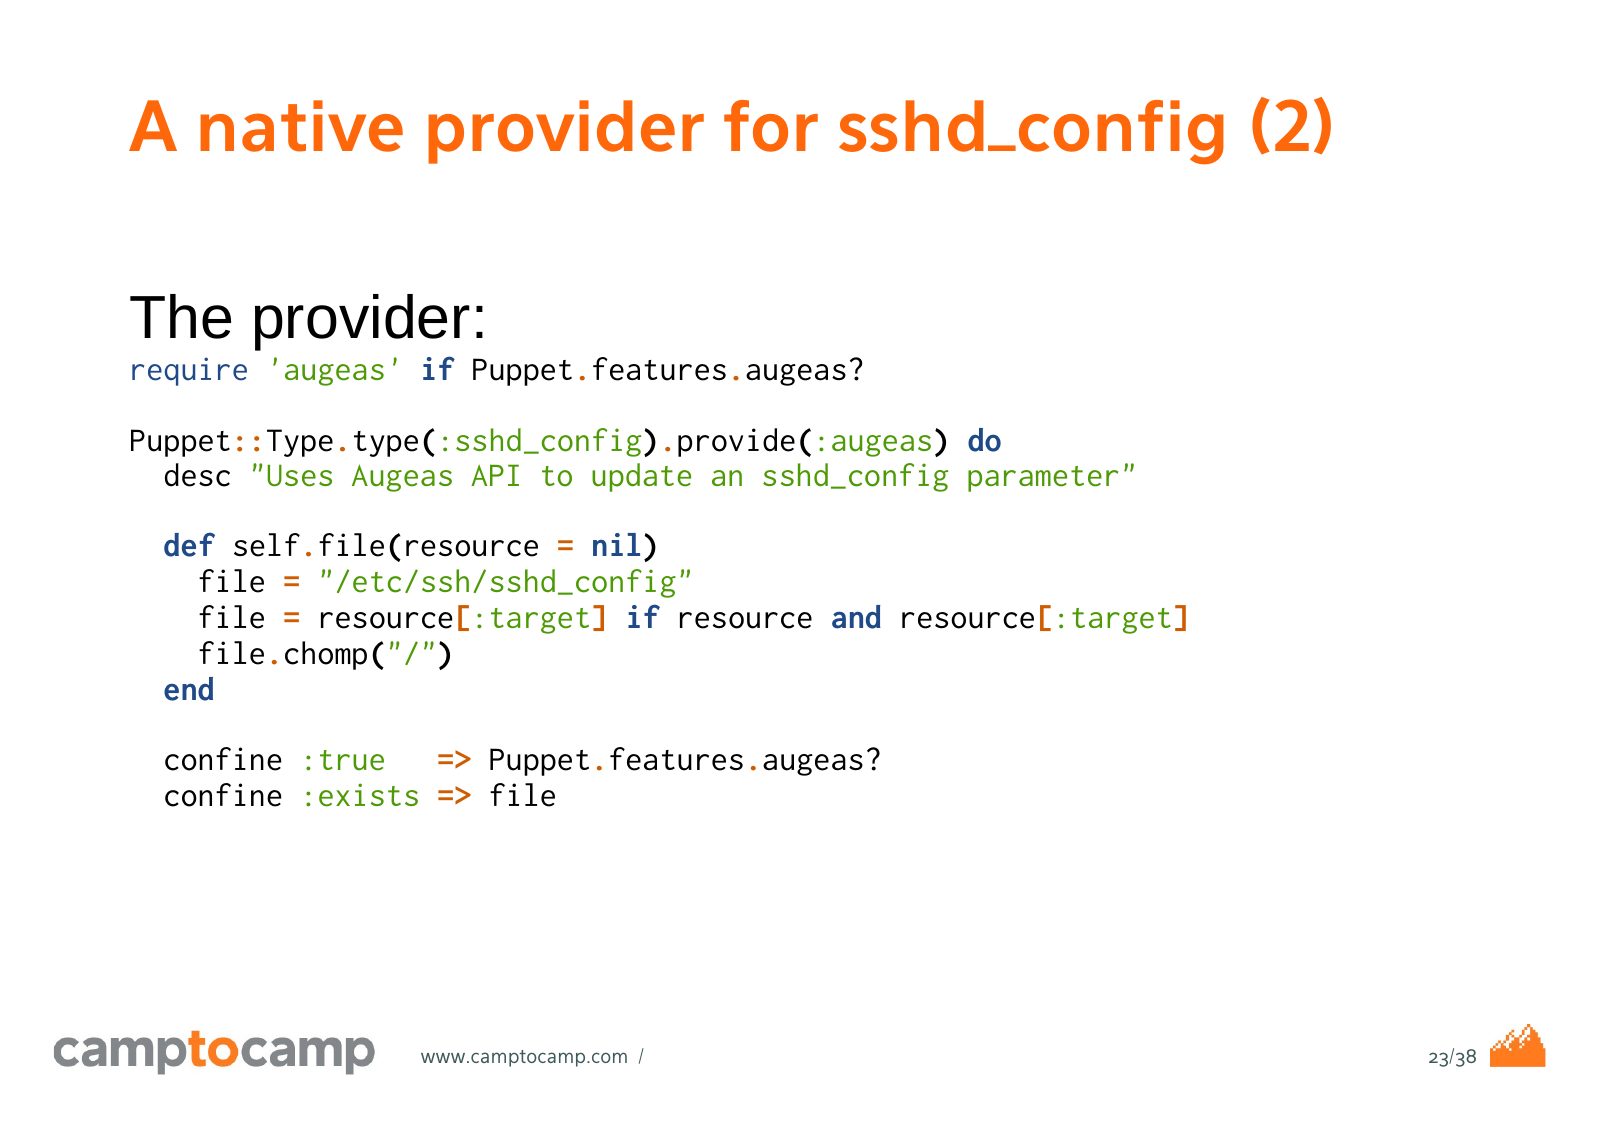 A native provider for sshd_config (2)
The provider:
require 'augeas' if Puppet.features.augeas?
Puppet::Type.type(:sshd_config).provide(:augeas) do
  desc "Uses Augeas API to update an sshd_config parameter"
  def self.file(resource = nil)
    file = "/etc/ssh/sshd_config"
    file = resource[:target] if resource and resource[:target]
    file.chomp("/")
  end
  confine :true   => Puppet.features.augeas?
  confine :exists => file
camptocamp
www.camptocamp.com /
23/38